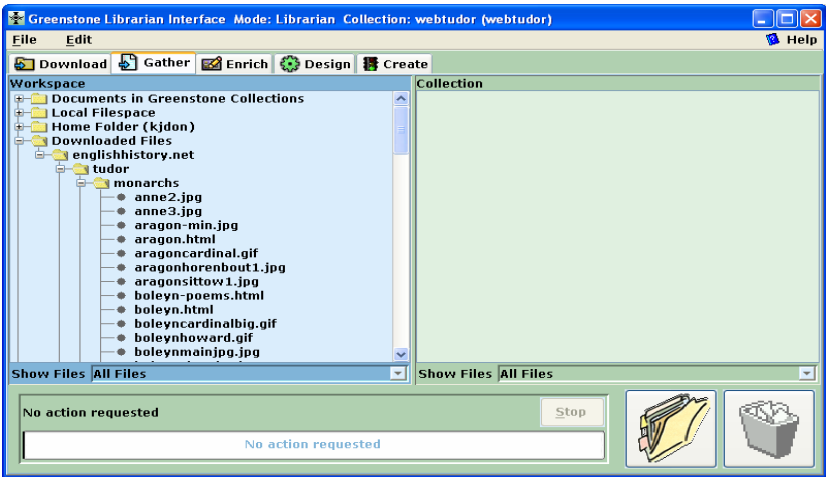 Greenstone Librarian Interface  Mode: Librarian  Collection: webtudor (webtudor)
File Edit Help
Download Gather Enrich Design Create
Workspace
Documents in Greenstone Collections
Local Filespace
Home Folder (kjdon)
Downloaded Files
englishhistory.net
tudor
monarchs
anne2.jpg
anne3.jpg
aragon-min.jpg
aragon.html
aragoncardinal.gif
aragonhorenbout1.jpg
aragonsittow1.jpg
boleyn-poems.html
boleyn.html
boleyncardinalbig.gif
boleynhoward.gif
boleynmainjpg.jpg
Show Files All Files
Collection
Show Files All Files
No action requested
Stop
No action requested